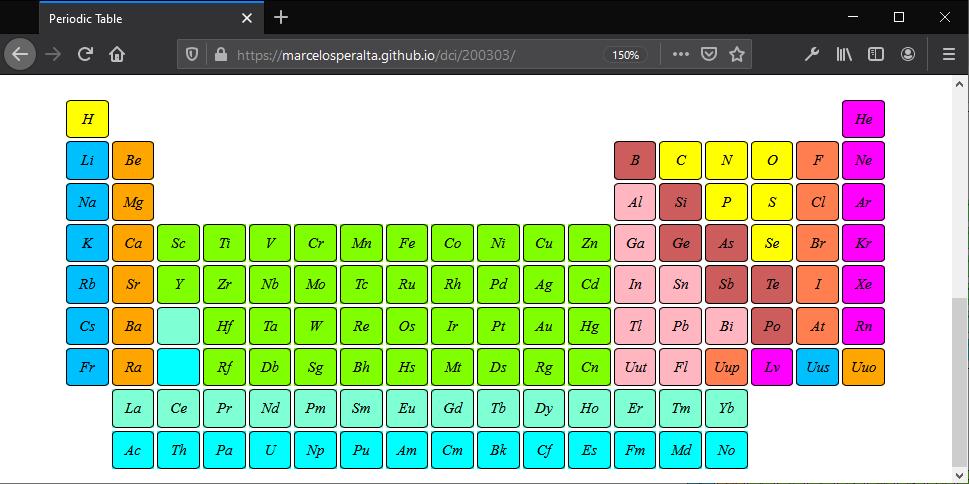 Periodic Table
https://marcelosperalta.github.io/dci/200303/ 150%
H He
Li Be B C N O F Ne
Na Mg Al Si P S Cl Ar
K Ca Sc Ti V Cr Mn Fe Co Ni Cu Zn Ga Ge As Se Br Kr
Rb Sr Y Zr Nb Mo Tc Ru Rh Pd Ag Cd In Sn Sb Te I Xe
Cs Ba Hf Ta W Re Os Ir Pt Au Hg Tl Pb Bi Po At Rn
Fr Ra Rf Db Sg Bh Hs Mt Ds Rg Cn Uut Fl Uup Lv Uus Uuo
La Ce Pr Nd Pm Sm Eu Gd Tb Dy Ho Er Tm Yb
Ac Th Pa U Np Pu Am Cm Bk Cf Es Fm Md No